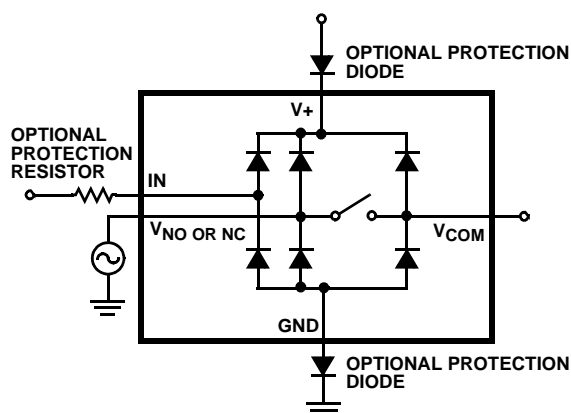 OPTIONAL PROTECTION
DIODE
V+
OPTIONAL
PROTECTION
RESISTOR
IN
VNO OR NC
VCOM
GND
OPTIONAL PROTECTION
DIODE